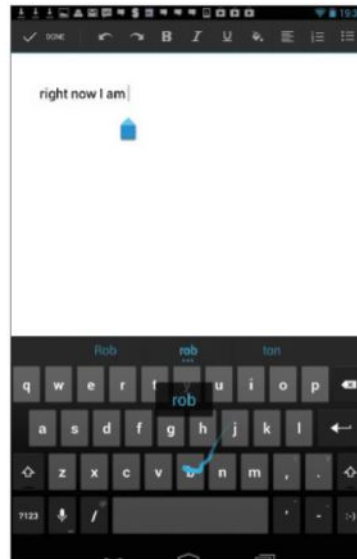 DONE
B I U
right now I am
Rob rob ton
q w e r t y u i o p
rob
a s d f g h j k l
z x c v b n m , .
?123 / ' - :-)